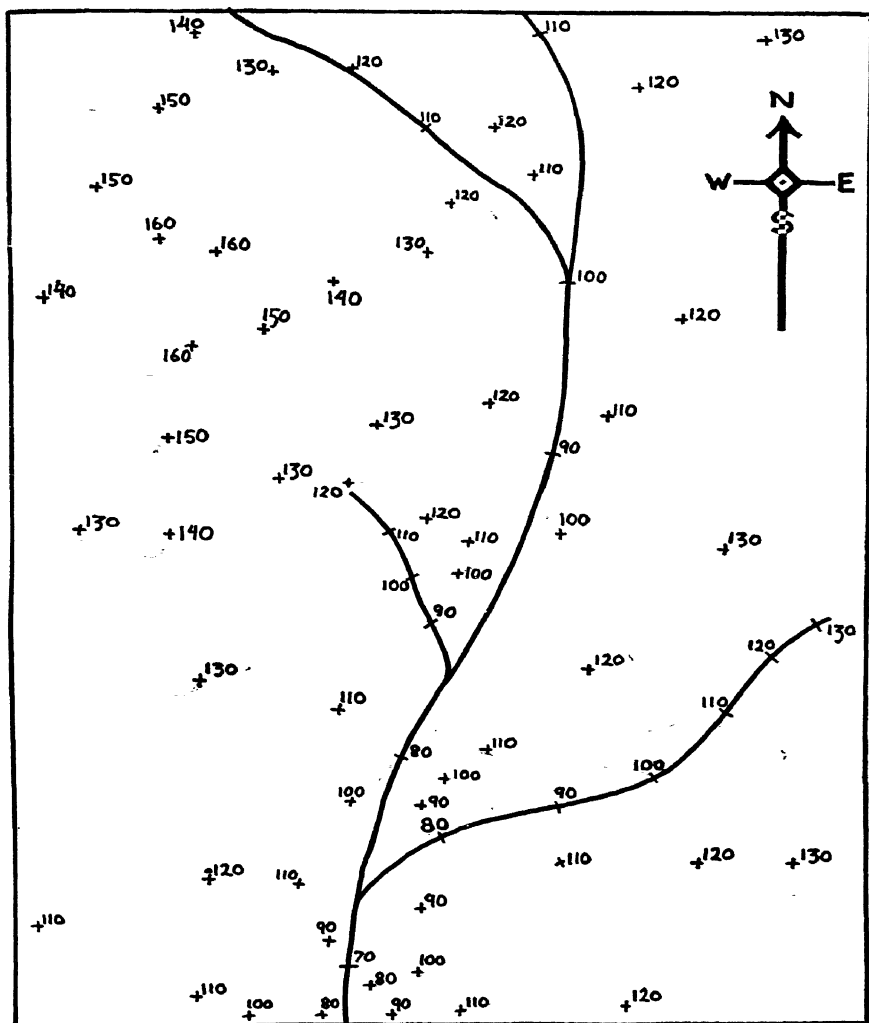 140 110 130
130 120 120
150 110 120
N
110
150 120 W E
160 160 130 S
140 140 100
150 120
160
120
130 110
150 90
130
120
130 140 120 100
110 110 130
100 100
90
120 130
130 120
110 110
80 110
100 100
100 90 90
80
120 110 110 120 130
90
110
90
70 100
80
110 120
100 80 90 110